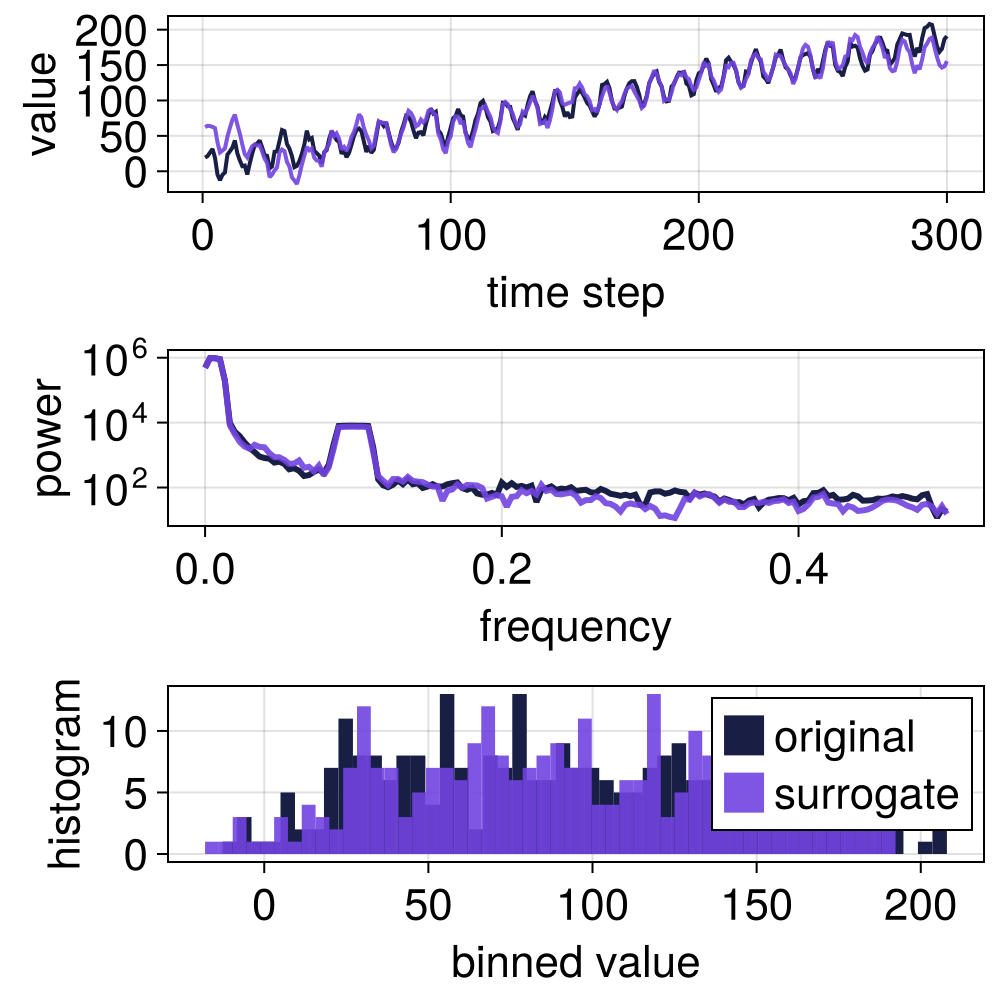 value
200
150
100
50
0
0 100 200 300
time step
power
10^6
10^4
10^2
0.0 0.2 0.4
frequency
histogram
10
5
0
original
surrogate
0 50 100 150 200
binned value